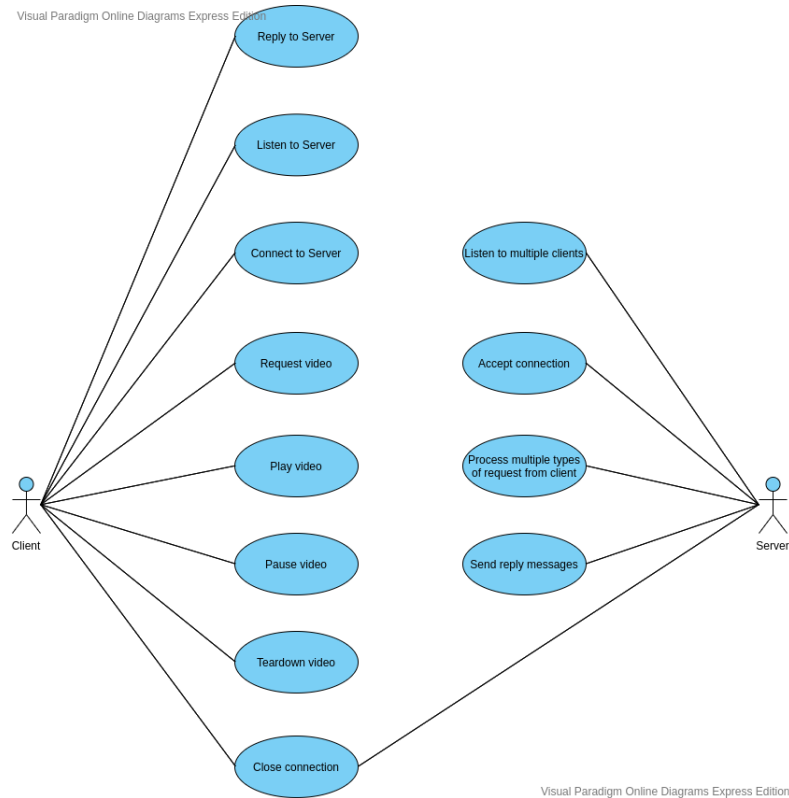 Visual Paradigm Online Diagrams Express Edition
Reply to Server
Listen to Server
Connect to Server
Listen to multiple clients
Request video
Accept connection
Play video
Process multiple types
of request from client
Client
Server
Pause video
Send reply messages
Teardown video
Close connection
Visual Paradigm Online Diagrams Express Edition